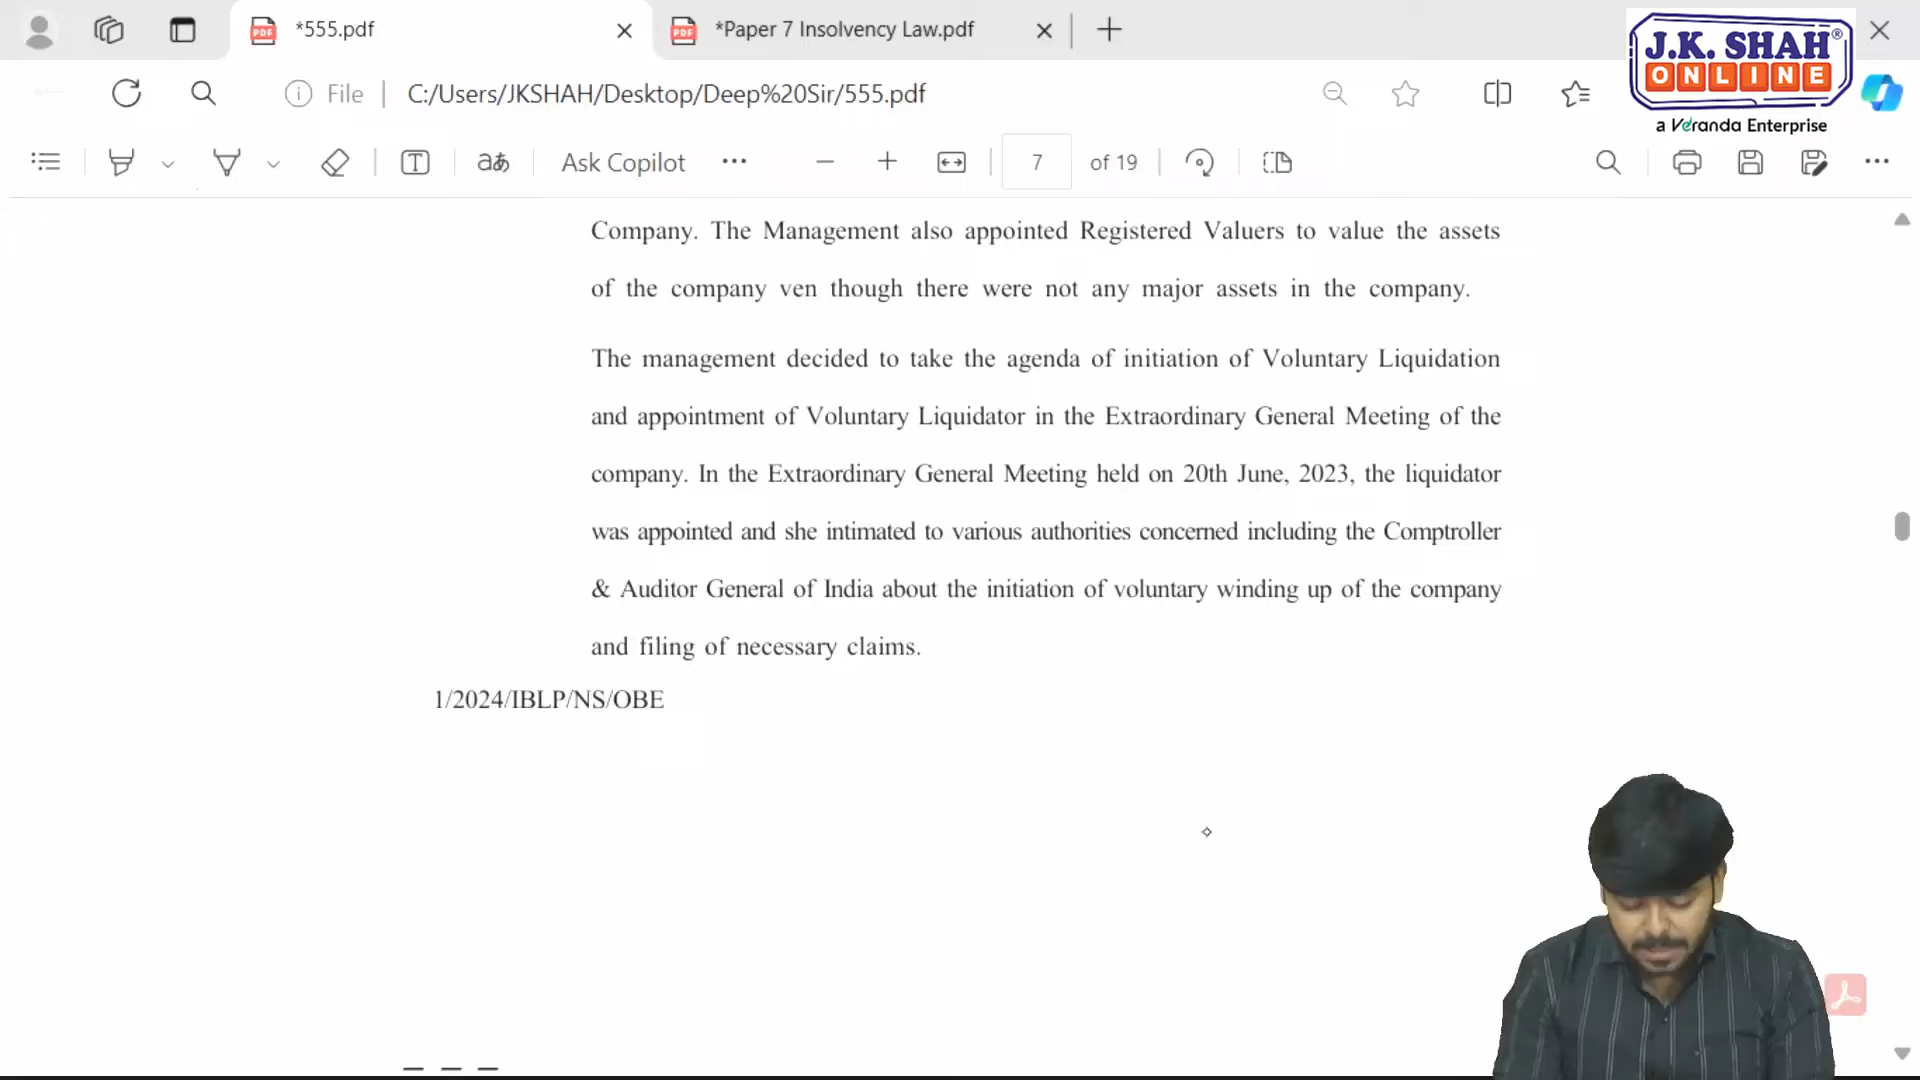 *555.pdf
*Paper 7 Insolvency Law.pdf
J.K. SHAH®
ONLINE
a Veranda Enterprise
File
C:/Users/JKSHAH/Desktop/Deep%20Sir/555.pdf
aあ
Ask Copilot
7
of 19
Company. The Management also appointed Registered Valuers to value the assets
of the company ven though there were not any major assets in the company.
The management decided to take the agenda of initiation of Voluntary Liquidation
and appointment of Voluntary Liquidator in the Extraordinary General Meeting of the
company. In the Extraordinary General Meeting held on 20th June, 2023, the liquidator
was appointed and she intimated to various authorities concerned including the Comptroller
& Auditor General of India about the initiation of voluntary winding up of the company
and filing of necessary claims.
1/2024/IBLP/NS/OBE